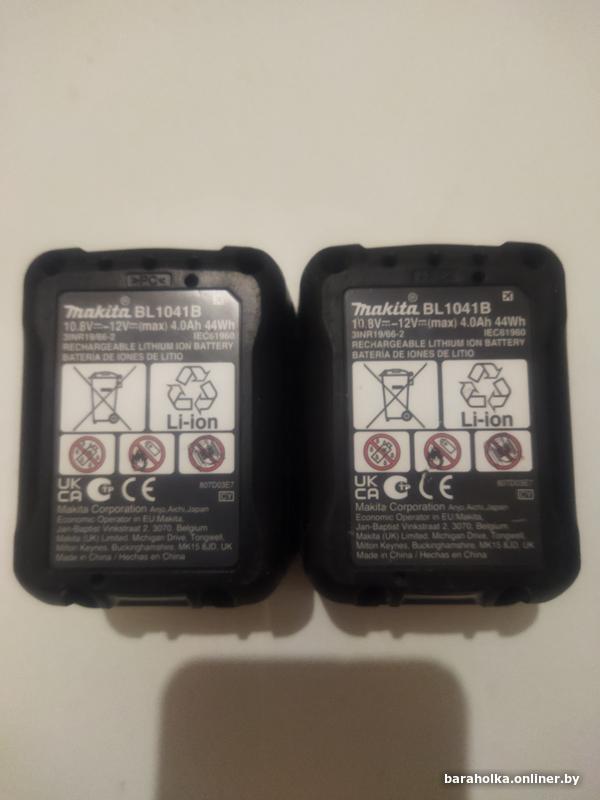 >PC<
makita® BL1041B
10.8V⎓-12V⎓(max) 4.0Ah 44Wh
3INR19/66-2 IEC61960
RECHARGEABLE LITHIUM ION BATTERY
BATERÍA DE IONES DE LITIO
Li-ion
UK
CA
CE
807D03E7
CY
Makita Corporation Anjo, Aichi, Japan
Economic Operator in EU:Makita,
Jan-Baptist Vinkstraat 2, 3070, Belgium
Makita (UK) Limited, Michigan Drive, Tongwell,
Milton Keynes, Buckinghamshire, MK15 8JD, UK
Made in China / Hechas en China
makita® BL1041B
10.8V⎓-12V⎓(max) 4.0Ah 44Wh
3INR19/66-2 IEC61960
RECHARGEABLE LITHIUM ION BATTERY
BATERÍA DE IONES DE LITIO
Li-ion
UK
CA
CE
807D03E7
CY
Makita Corporation Anjo, Aichi, Japan
Economic Operator in EU:Makita,
Jan-Baptist Vinkstraat 2, 3070, Belgium
Makita (UK) Limited, Michigan Drive, Tongwell,
Milton Keynes, Buckinghamshire, MK15 8JD, UK
Made in China / Hechas en China
baraholka.onliner.by